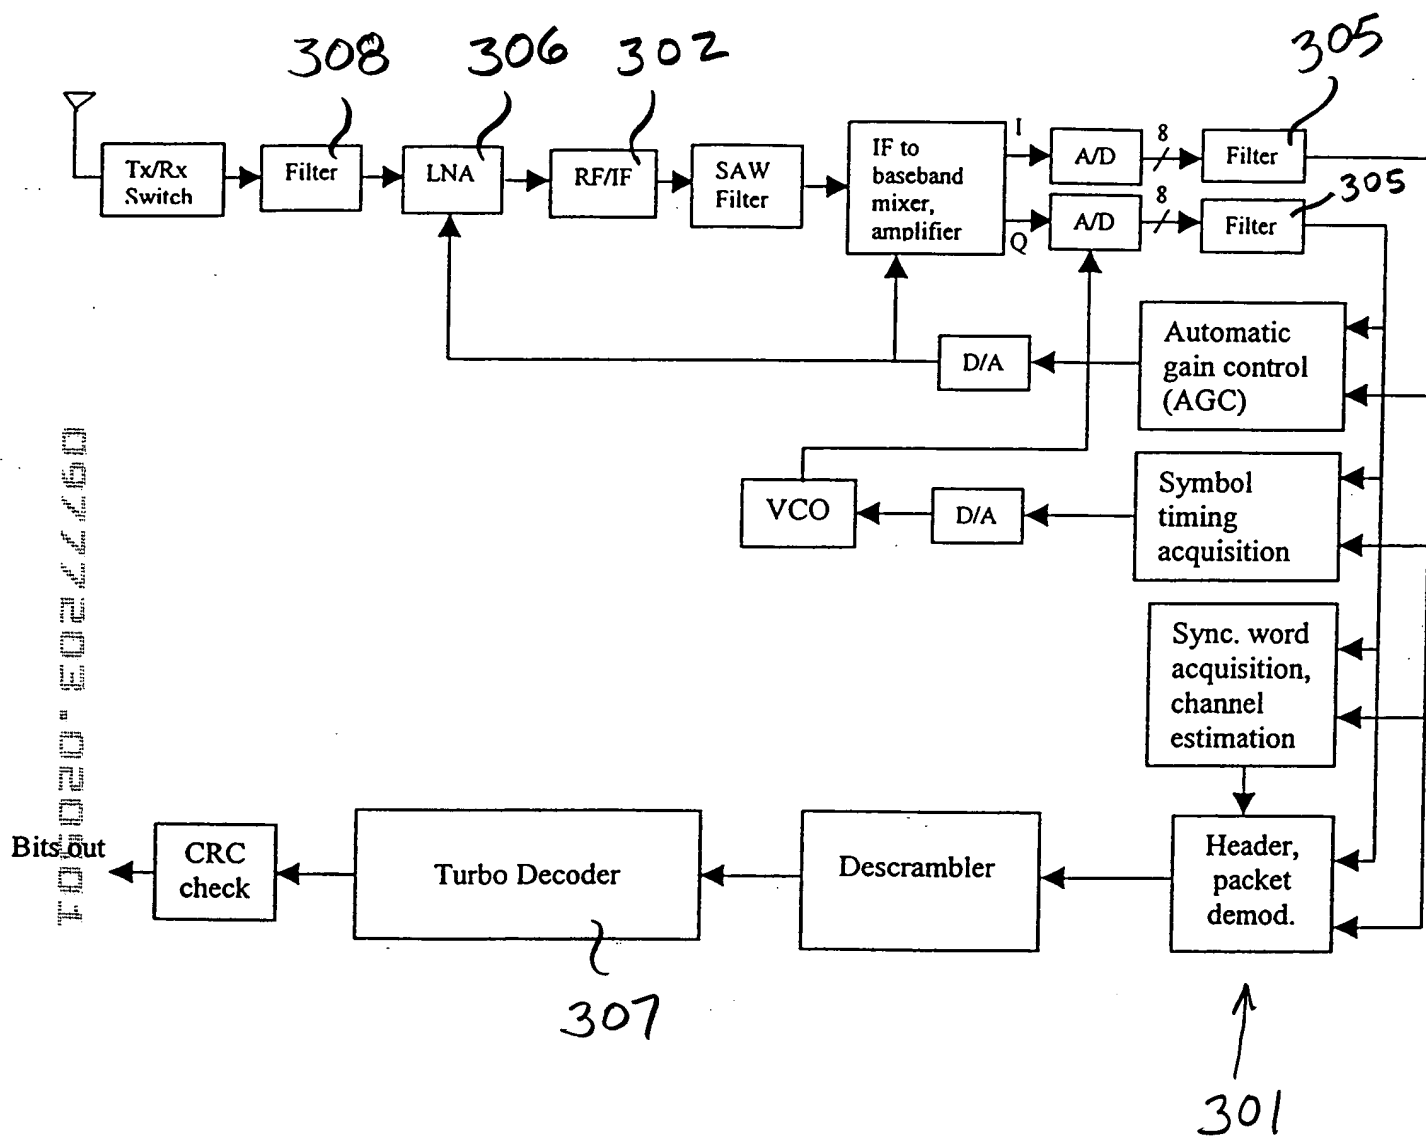 308
306
302
305
Tx/Rx
Switch
Filter
LNA
RF/IF
SAW
Filter
IF to
baseband
mixer,
amplifier
I
Q
A/D
8
Filter
A/D
8
Filter
305
Automatic
gain control
(AGC)
D/A
Symbol
timing
acquisition
D/A
VCO
Sync. word
acquisition,
channel
estimation
Header,
packet
demod.
Descrambler
Turbo Decoder
CRC
check
Bits out
307
301